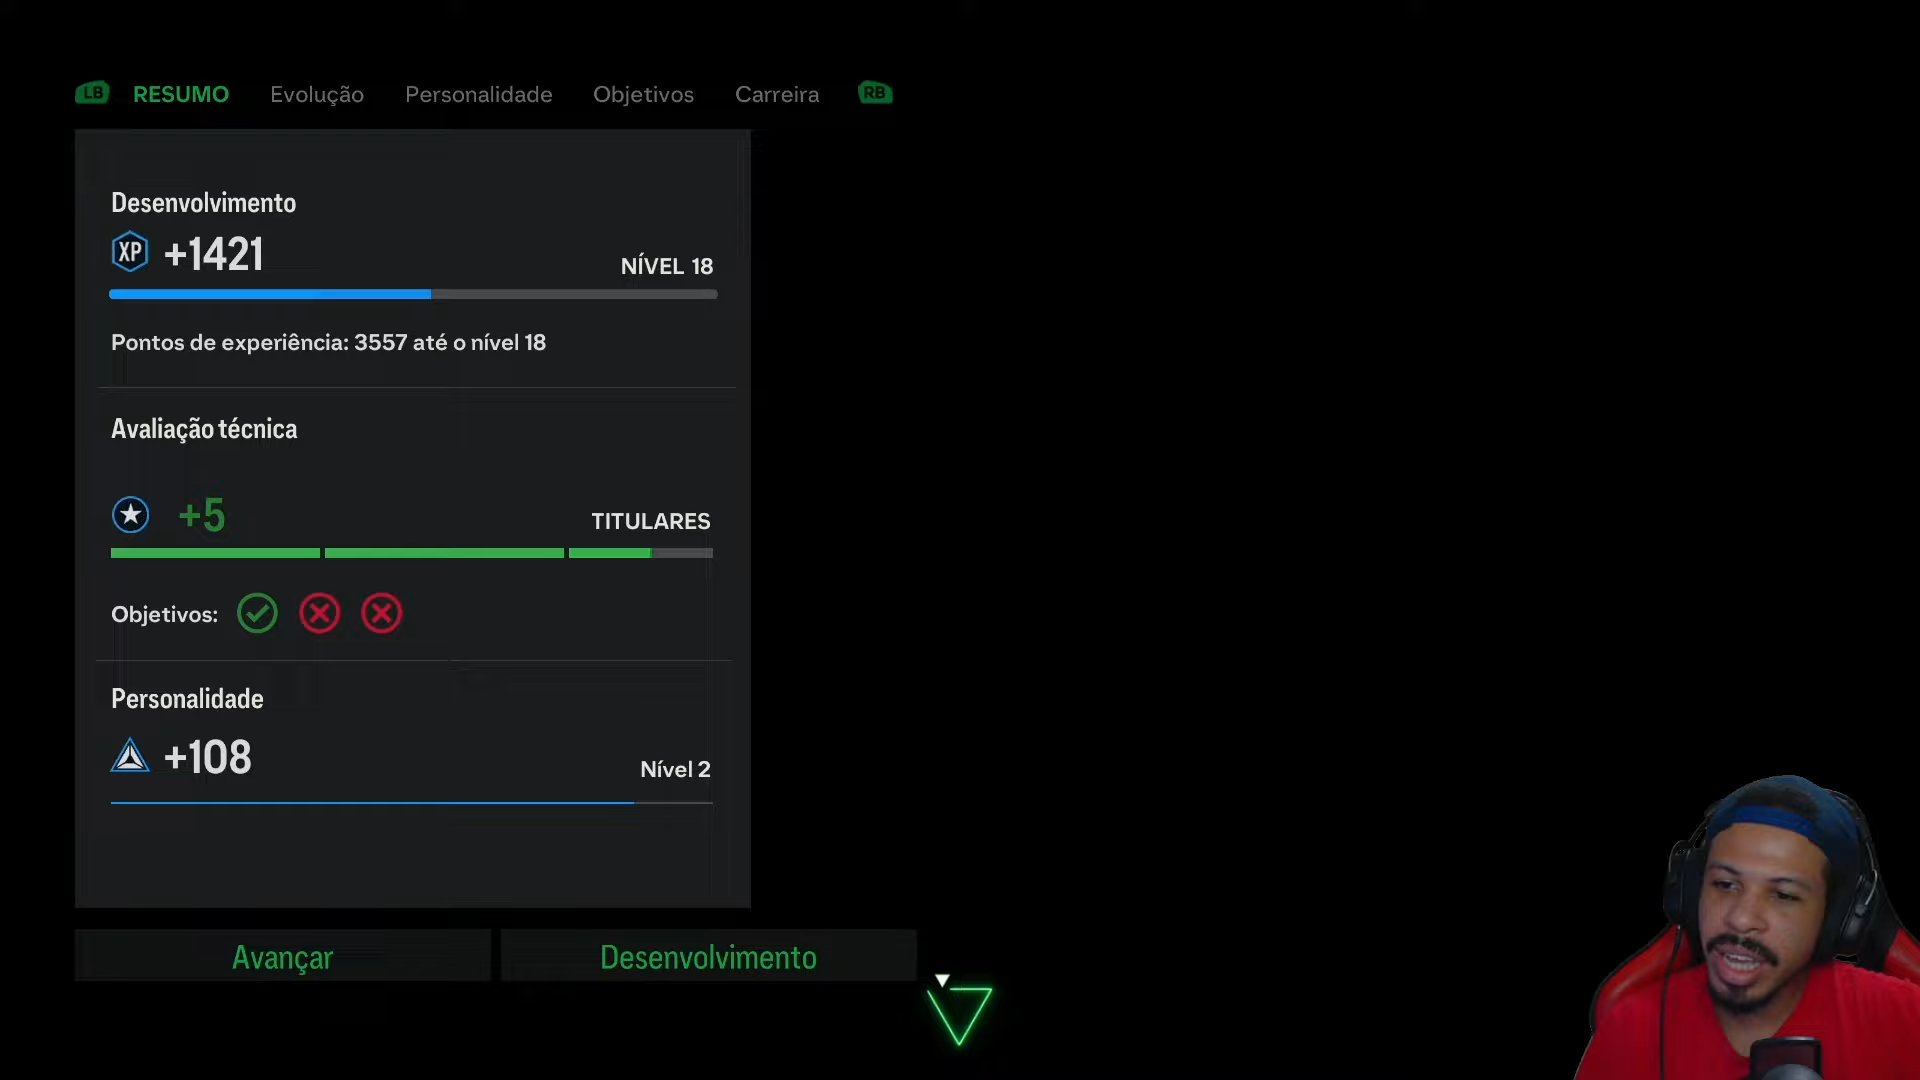 LB RESUMO Evolução Personalidade Objetivos Carreira RB
Desenvolvimento
XP +1421
NÍVEL 18
Pontos de experiência: 3557 até o nível 18
Avaliação técnica
+5
TITULARES
Objetivos:
Personalidade
+108
Nível 2
Avançar Desenvolvimento